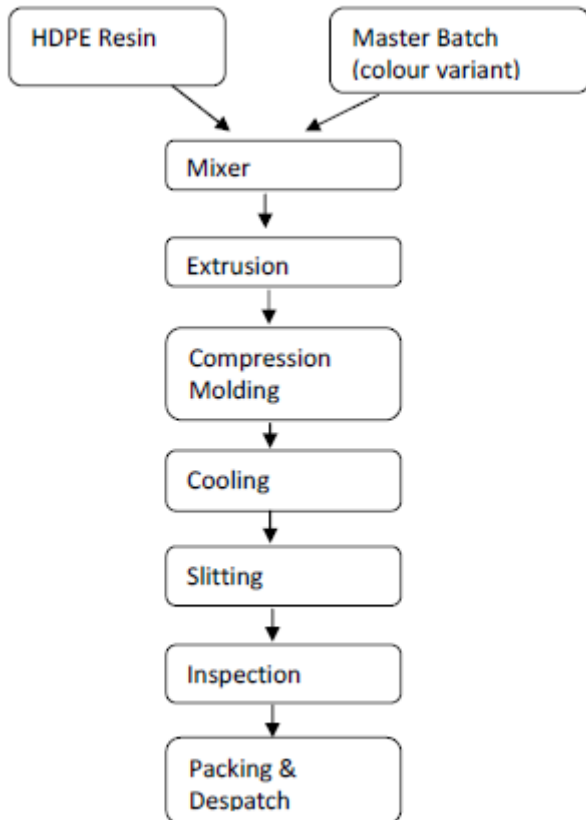 HDPE Resin
Master Batch
(colour variant)
Mixer
Extrusion
Compression
Molding
Cooling
Slitting
Inspection
Packing &
Despatch